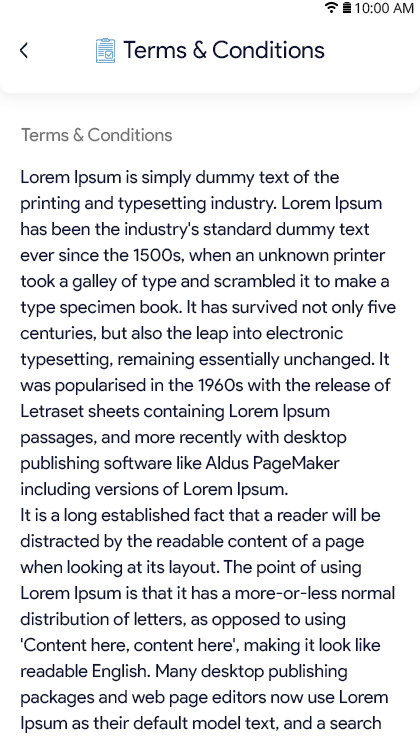 10:00 AM
Terms & Conditions
Terms & Conditions
Lorem Ipsum is simply dummy text of the
printing and typesetting industry. Lorem Ipsum
has been the industry's standard dummy text
ever since the 1500s, when an unknown printer
took a galley of type and scrambled it to make a
type specimen book. It has survived not only five
centuries, but also the leap into electronic
typesetting, remaining essentially unchanged. It
was popularised in the 1960s with the release of
Letraset sheets containing Lorem Ipsum
passages, and more recently with desktop
publishing software like Aldus PageMaker
including versions of Lorem Ipsum.
It is a long established fact that a reader will be
distracted by the readable content of a page
when looking at its layout. The point of using
Lorem Ipsum is that it has a more-or-less normal
distribution of letters, as opposed to using
'Content here, content here', making it look like
readable English. Many desktop publishing
packages and web page editors now use Lorem
Ipsum as their default model text, and a search